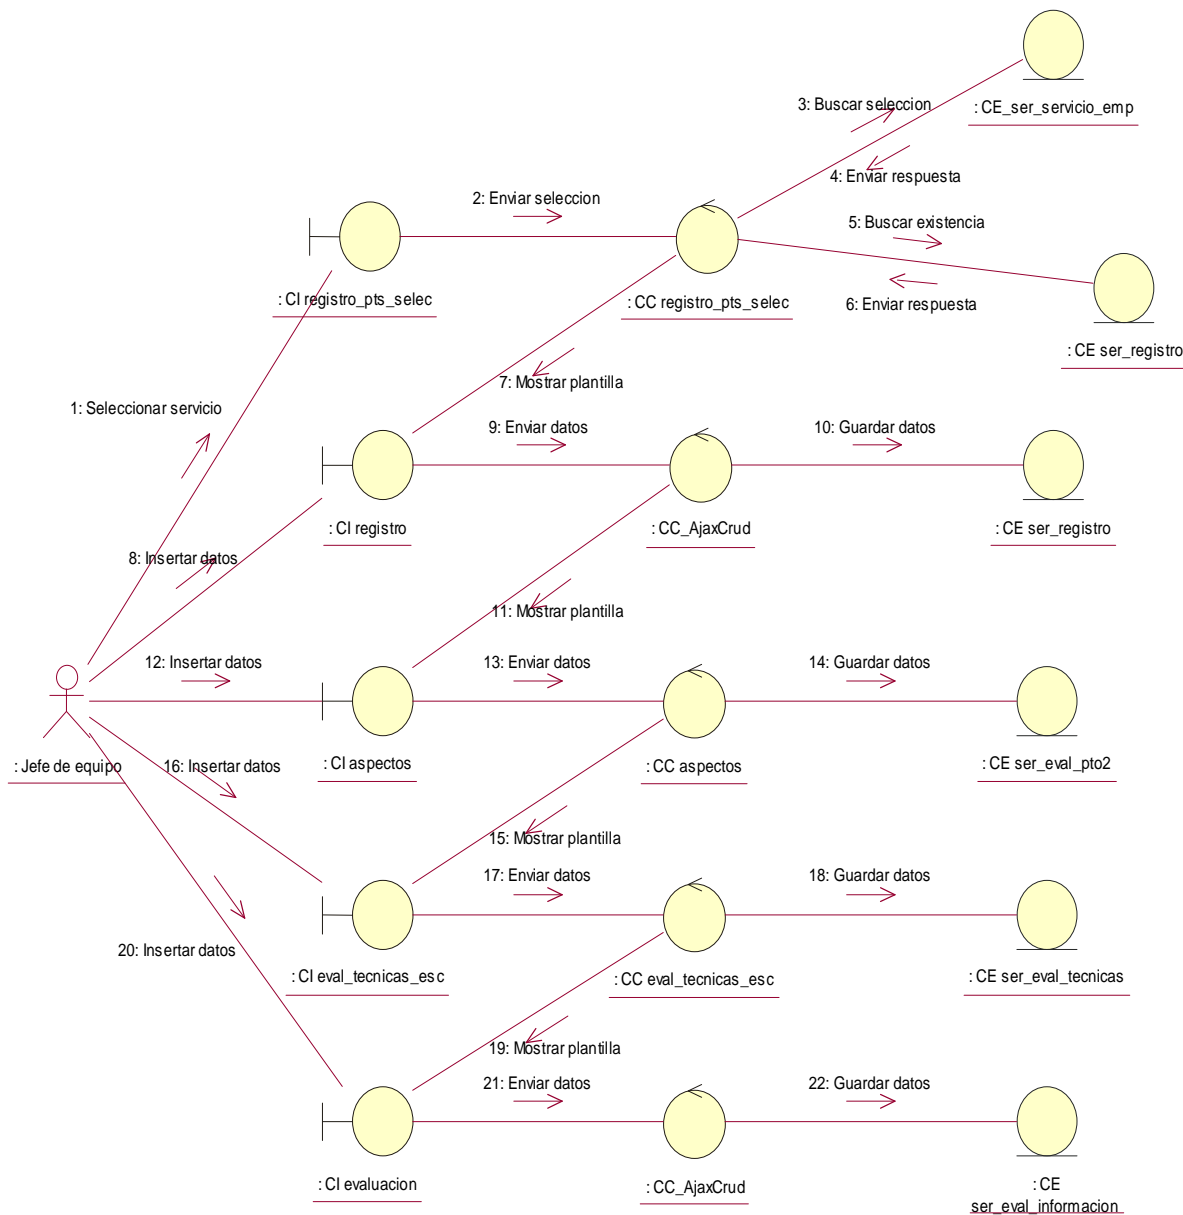 3: Buscar seleccion
: CE_ser_servicio_emp
4: Enviar respuesta
2: Enviar seleccion
5: Buscar existencia
: CI registro_pts_selec
: CC registro_pts_selec
6: Enviar respuesta
: CE ser_registro
7: Mostrar plantilla
1: Seleccionar servicio
9: Enviar datos
10: Guardar datos
: CI registro
: CC_AjaxCrud
: CE ser_registro
8: Insertar datos
11: Mostrar plantilla
12: Insertar datos
13: Enviar datos
14: Guardar datos
: Jefe de equipo
16: Insertar datos
: CI aspectos
: CC aspectos
: CE ser_eval_pto2
15: Mostrar plantilla
17: Enviar datos
18: Guardar datos
20: Insertar datos
: CI eval_tecnicas_esc
: CC eval_tecnicas_esc
: CE ser_eval_tecnicas
19: Mostrar plantilla
21: Enviar datos
22: Guardar datos
: CI evaluacion
: CC_AjaxCrud
: CE
ser_eval_informacion